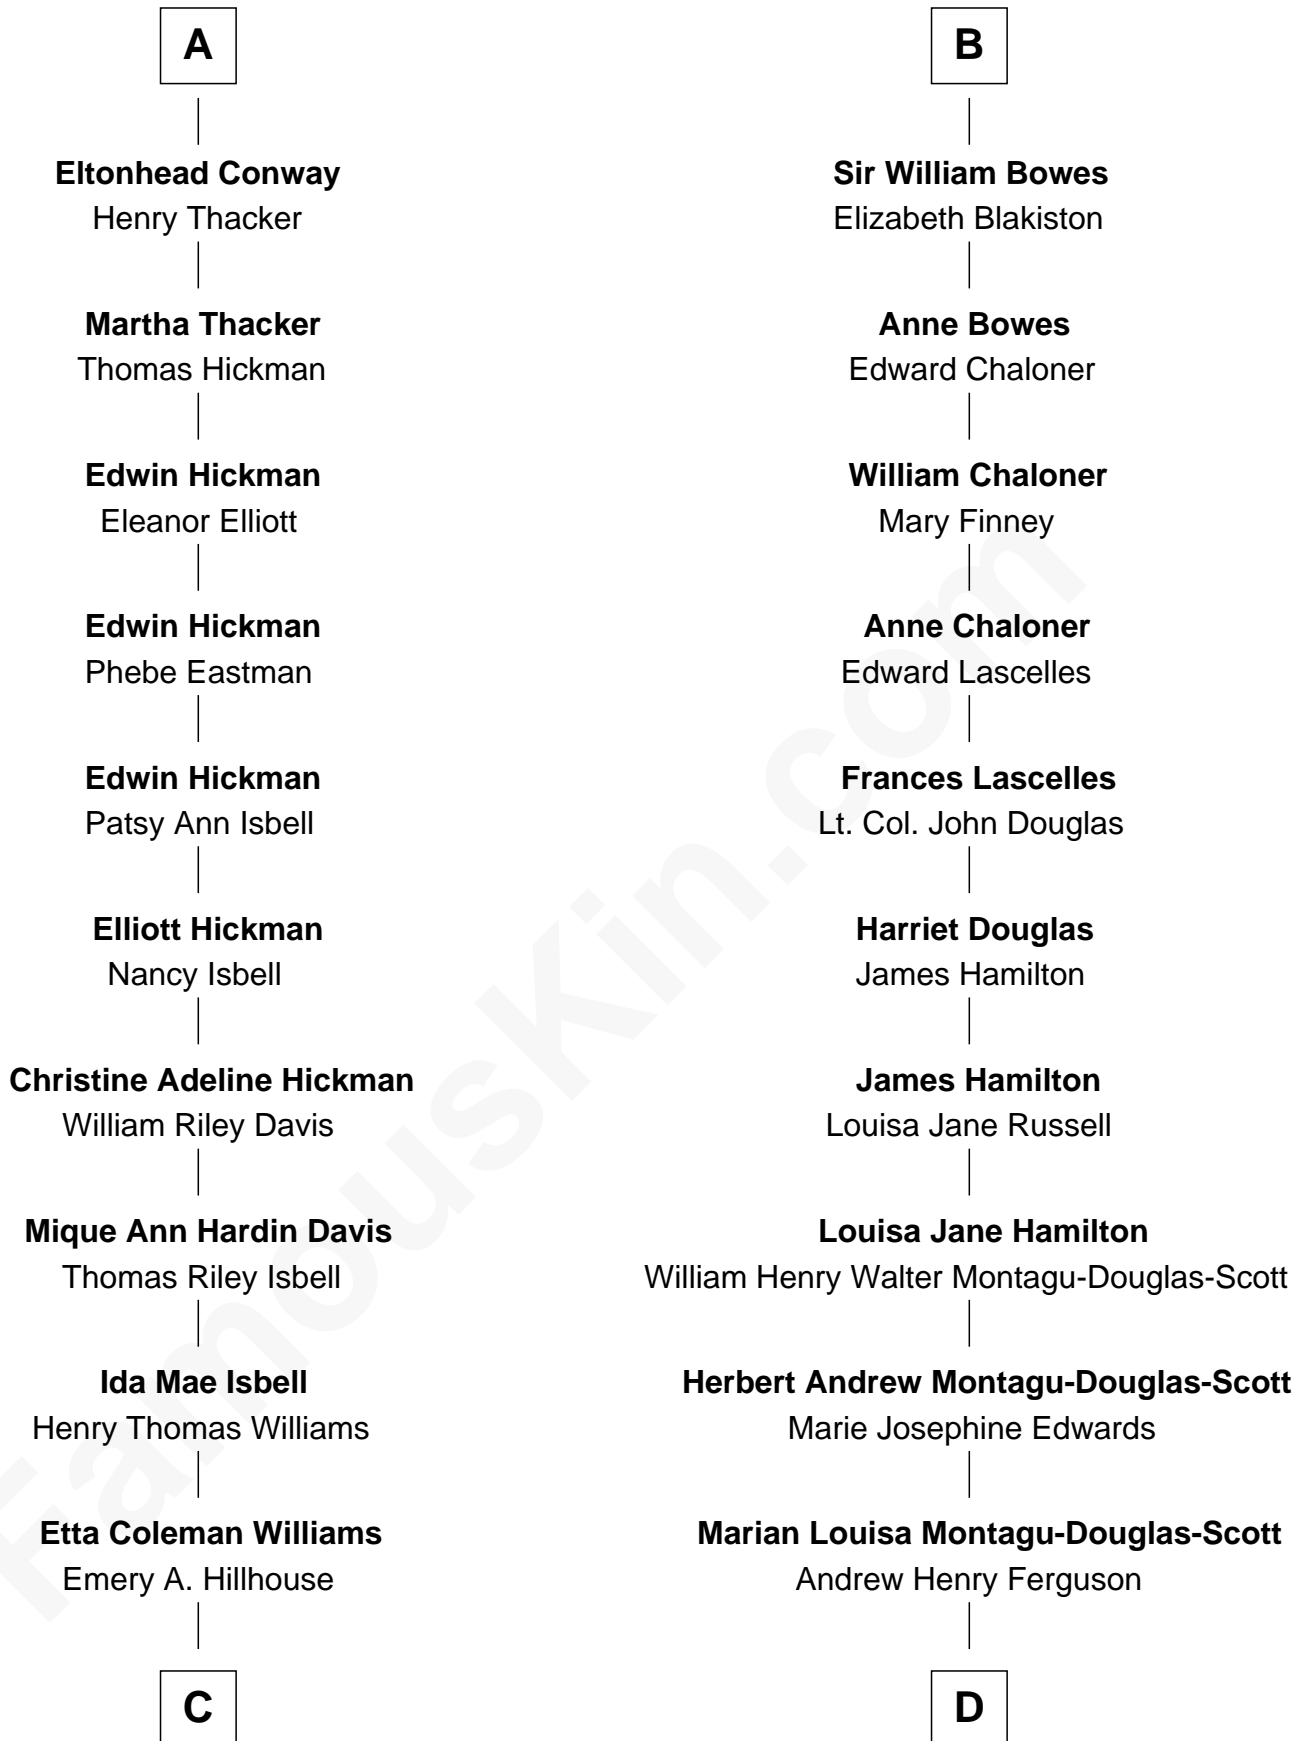 A
Eltonhead Conway
Henry Thacker
Martha Thacker
Thomas Hickman
Edwin Hickman
Eleanor Elliott
Edwin Hickman
Phebe Eastman
Edwin Hickman
Patsy Ann Isbell
Elliott Hickman
Nancy Isbell
Christine Adeline Hickman
William Riley Davis
Mique Ann Hardin Davis
Thomas Riley Isbell
Ida Mae Isbell
Henry Thomas Williams
Etta Coleman Williams
Emery A. Hillhouse
C
B
Sir William Bowes
Elizabeth Blakiston
Anne Bowes
Edward Chaloner
William Chaloner
Mary Finney
Anne Chaloner
Edward Lascelles
Frances Lascelles
Lt. Col. John Douglas
Harriet Douglas
James Hamilton
James Hamilton
Louisa Jane Russell
Louisa Jane Hamilton
William Henry Walter Montagu-Douglas-Scott
Herbert Andrew Montagu-Douglas-Scott
Marie Josephine Edwards
Marian Louisa Montagu-Douglas-Scott
Andrew Henry Ferguson
D
FamousKin.com